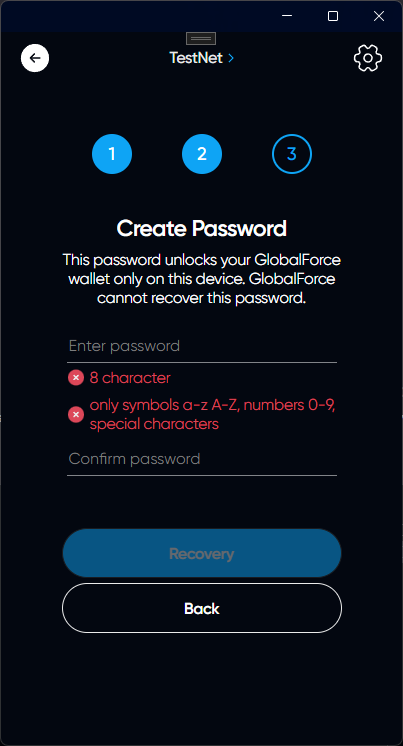 TestNet
1 2 3
Create Password
This password unlocks your GlobalForce
wallet only on this device. GlobalForce
cannot recover this password.
Enter password
8 character
only symbols a-z A-Z, numbers 0-9,
special characters
Confirm password
Recovery
Back